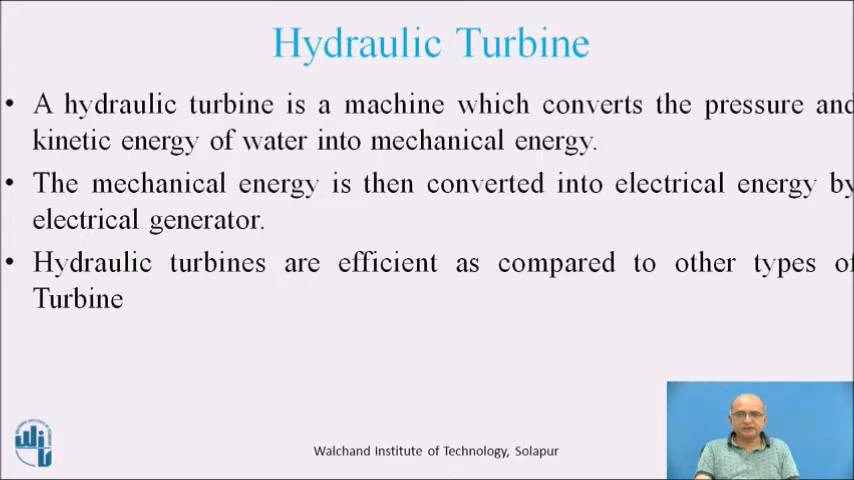 Hydraulic Turbine
• A hydraulic turbine is a machine which converts the pressure and
kinetic energy of water into mechanical energy.
• The mechanical energy is then converted into electrical energy by
electrical generator.
• Hydraulic turbines are efficient as compared to other types of
Turbine
Walchand Institute of Technology, Solapur